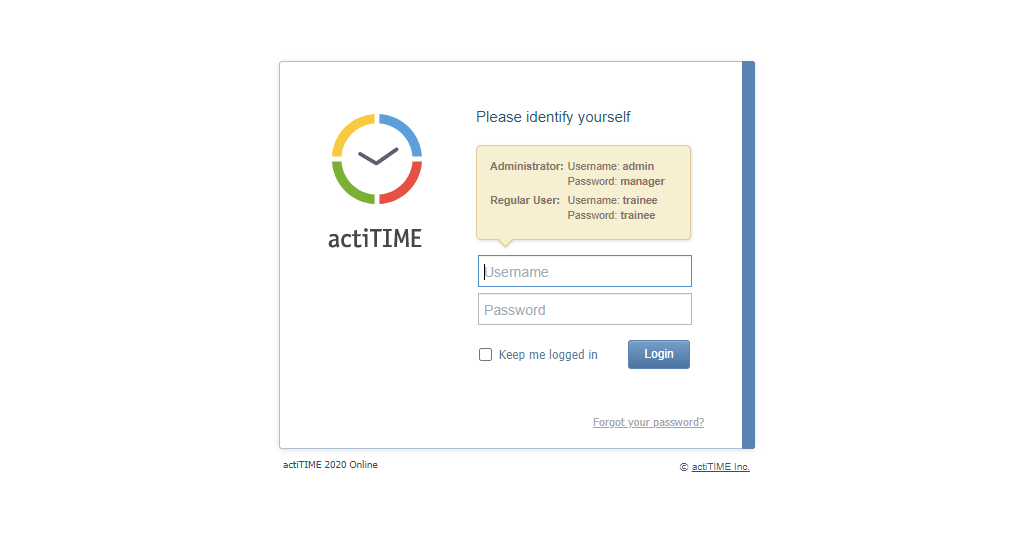 Please identify yourself
Administrator: Username: admin
Password: manager
Regular User: Username: trainee
Password: trainee
actiTIME
Username
Password
Keep me logged in
Login
Forgot your password?
actiTIME 2020 Online
© actiTIME Inc.